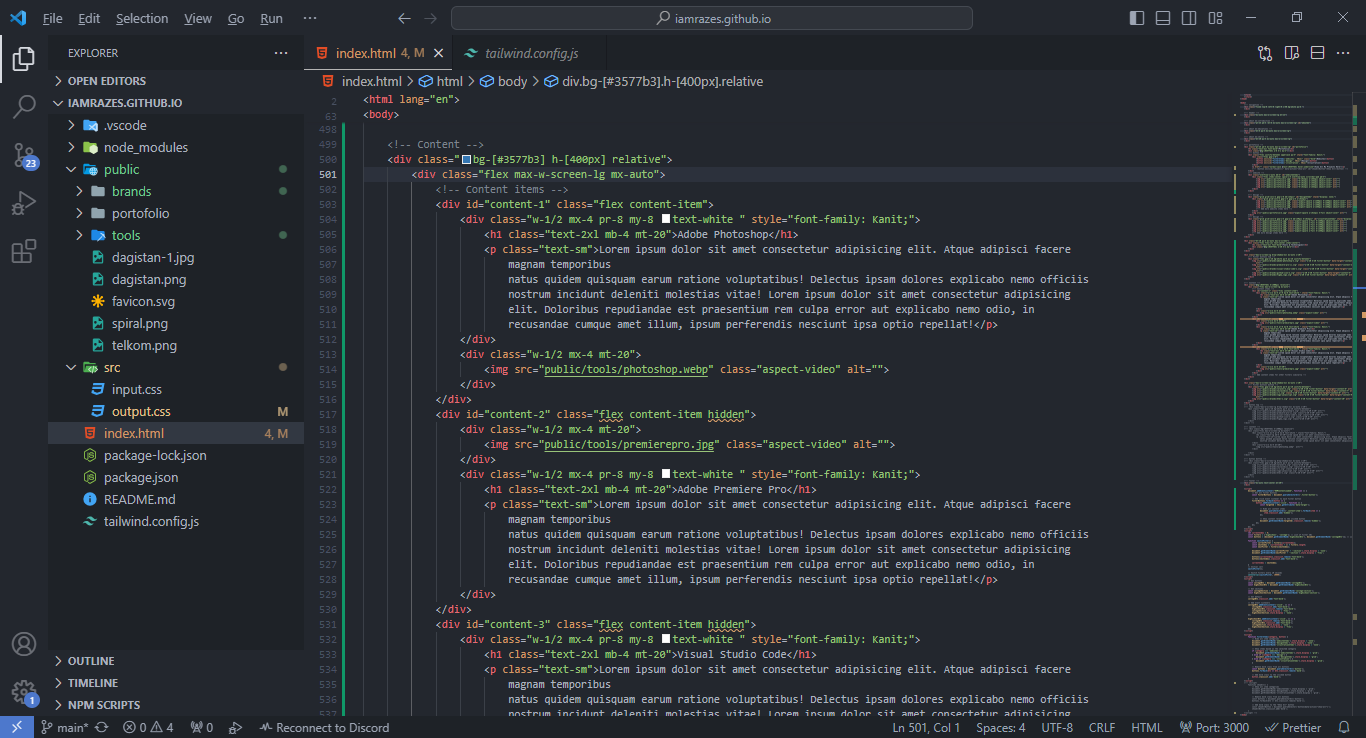 File Edit Selection View Go Run ··· iamrazes.github.io
EXPLORER ···
index.html 4, M
tailwind.config.js
index.html > html > body > div.bg-[#3577b3].h-[400px].relative
OPEN EDITORS
IAMRAZES.GITHUB.IO
.vscode
node_modules
public
brands
portofolio
tools
dagistan-1.jpg
dagistan.png
favicon.svg
spiral.png
telkom.png
src
input.css
output.css M
index.html 4, M
package-lock.json
package.json
README.md
tailwind.config.js
OUTLINE
TIMELINE
NPM SCRIPTS
23
1
2 <html lang="en">
63 <body>
498
499 <!-- Content -->
500 <div class="bg-[#3577b3] h-[400px] relative">
501 <div class="flex max-w-screen-lg mx-auto">
502 <!-- Content items -->
503 <div id="content-1" class="flex content-item">
504 <div class="w-1/2 mx-4 pr-8 my-8 text-white " style="font-family: Kanit;">
505 <h1 class="text-2xl mb-4 mt-20">Adobe Photoshop</h1>
506 <p class="text-sm">Lorem ipsum dolor sit amet consectetur adipisicing elit. Atque adipisci facere
507 magnam temporibus
508 natus quidem quisquam earum ratione voluptatibus! Delectus ipsam dolores explicabo nemo officiis
509 nostrum incidunt deleniti molestias vitae! Lorem ipsum dolor sit amet consectetur adipisicing
510 elit. Doloribus repudiandae est praesentium rem culpa error aut explicabo nemo odio, in
511 recusandae cumque amet illum, ipsum perferendis nesciunt ipsa optio repellat!</p>
512 </div>
513 <div class="w-1/2 mx-4 mt-20">
514 <img src="public/tools/photoshop.webp" class="aspect-video" alt="">
515 </div>
516 </div>
517 <div id="content-2" class="flex content-item hidden">
518 <div class="w-1/2 mx-4 mt-20">
519 <img src="public/tools/premierepro.jpg" class="aspect-video" alt="">
520 </div>
521 <div class="w-1/2 mx-4 pr-8 my-8 text-white " style="font-family: Kanit;">
522 <h1 class="text-2xl mb-4 mt-20">Adobe Premiere Pro</h1>
523 <p class="text-sm">Lorem ipsum dolor sit amet consectetur adipisicing elit. Atque adipisci facere
524 magnam temporibus
525 natus quidem quisquam earum ratione voluptatibus! Delectus ipsam dolores explicabo nemo officiis
526 nostrum incidunt deleniti molestias vitae! Lorem ipsum dolor sit amet consectetur adipisicing
527 elit. Doloribus repudiandae est praesentium rem culpa error aut explicabo nemo odio, in
528 recusandae cumque amet illum, ipsum perferendis nesciunt ipsa optio repellat!</p>
529 </div>
530 </div>
531 <div id="content-3" class="flex content-item hidden">
532 <div class="w-1/2 mx-4 pr-8 my-8 text-white " style="font-family: Kanit;">
533 <h1 class="text-2xl mb-4 mt-20">Visual Studio Code</h1>
534 <p class="text-sm">Lorem ipsum dolor sit amet consectetur adipisicing elit. Atque adipisci facere
535 magnam temporibus
536 natus quidem quisquam earum ratione voluptatibus! Delectus ipsam dolores explicabo nemo officiis
537 nostrum incidunt deleniti molestias vitae! Lorem ipsum dolor sit amet consectetur adipisicing
main* 0 4 0 Reconnect to Discord Ln 501, Col 1 Spaces: 4 UTF-8 CRLF HTML Port: 3000 Prettier